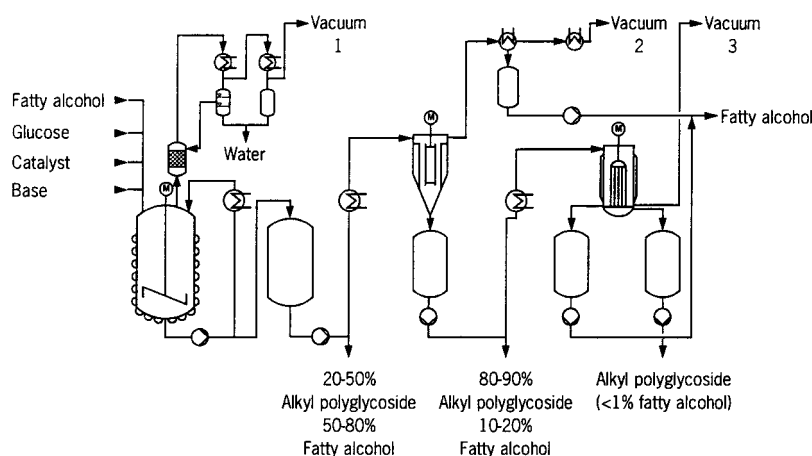 Vacuum
1
Vacuum
2
Vacuum
3
Fatty alcohol
Glucose
Catalyst
Base
Water
Fatty alcohol
M
M
M
20-50%
Alkyl polyglycoside
50-80%
Fatty alcohol
80-90%
Alkyl polyglycoside
10-20%
Fatty alcohol
Alkyl polyglycoside
(<1% fatty alcohol)